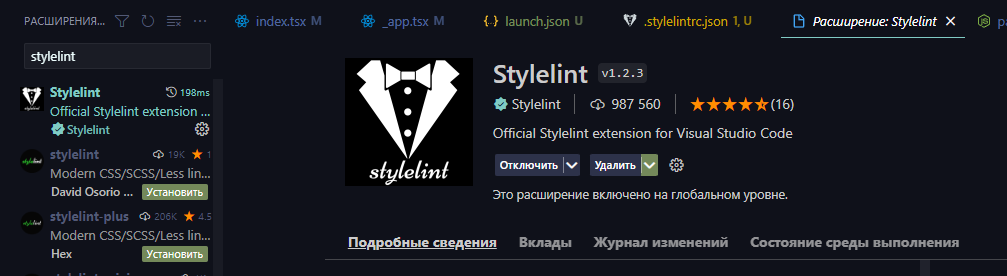 РАСШИРЕНИЯ...
index.tsx M
_app.tsx M
{..} launch.json U
.stylelintrc.json 1, U
Расширение: Stylelint
stylelint
Stylelint 198ms
Official Stylelint extension ...
Stylelint
stylelint 19K 1
Modern CSS/SCSS/Less lin...
David Osorio ... Установить
stylelint-plus 206K 4.5
Modern CSS/SCSS/Less lin...
Hex Установить
stylelint
Stylelint v1.2.3
Stylelint 987 560 (16)
Official Stylelint extension for Visual Studio Code
Отключить Удалить
Это расширение включено на глобальном уровне.
Подробные сведения Вклады Журнал изменений Состояние среды выполнения